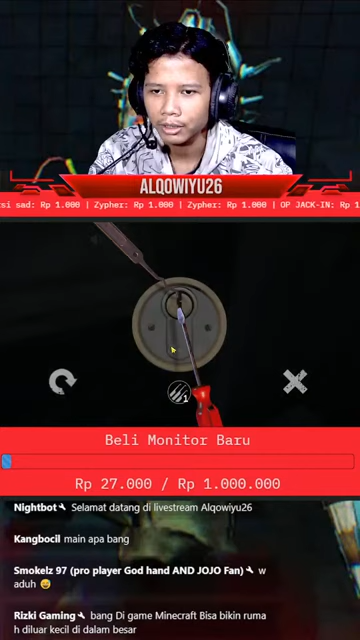 ALQOWIYU26
si sad: Rp 1.000 | Zypher: Rp 1.000 | Zypher: Rp 1.000 | OP JACK-IN: Rp 1
1
Beli Monitor Baru
Rp 27.000 / Rp 1.000.000
Nightbot Selamat datang di livestream Alqowiyu26
Kangbocil main apa bang
Smokelz 97 (pro player God hand AND JOJO Fan) w
aduh 😅
Rizki Gaming bang Di game Minecraft Bisa bikin ruma
h diluar kecil di dalam besar